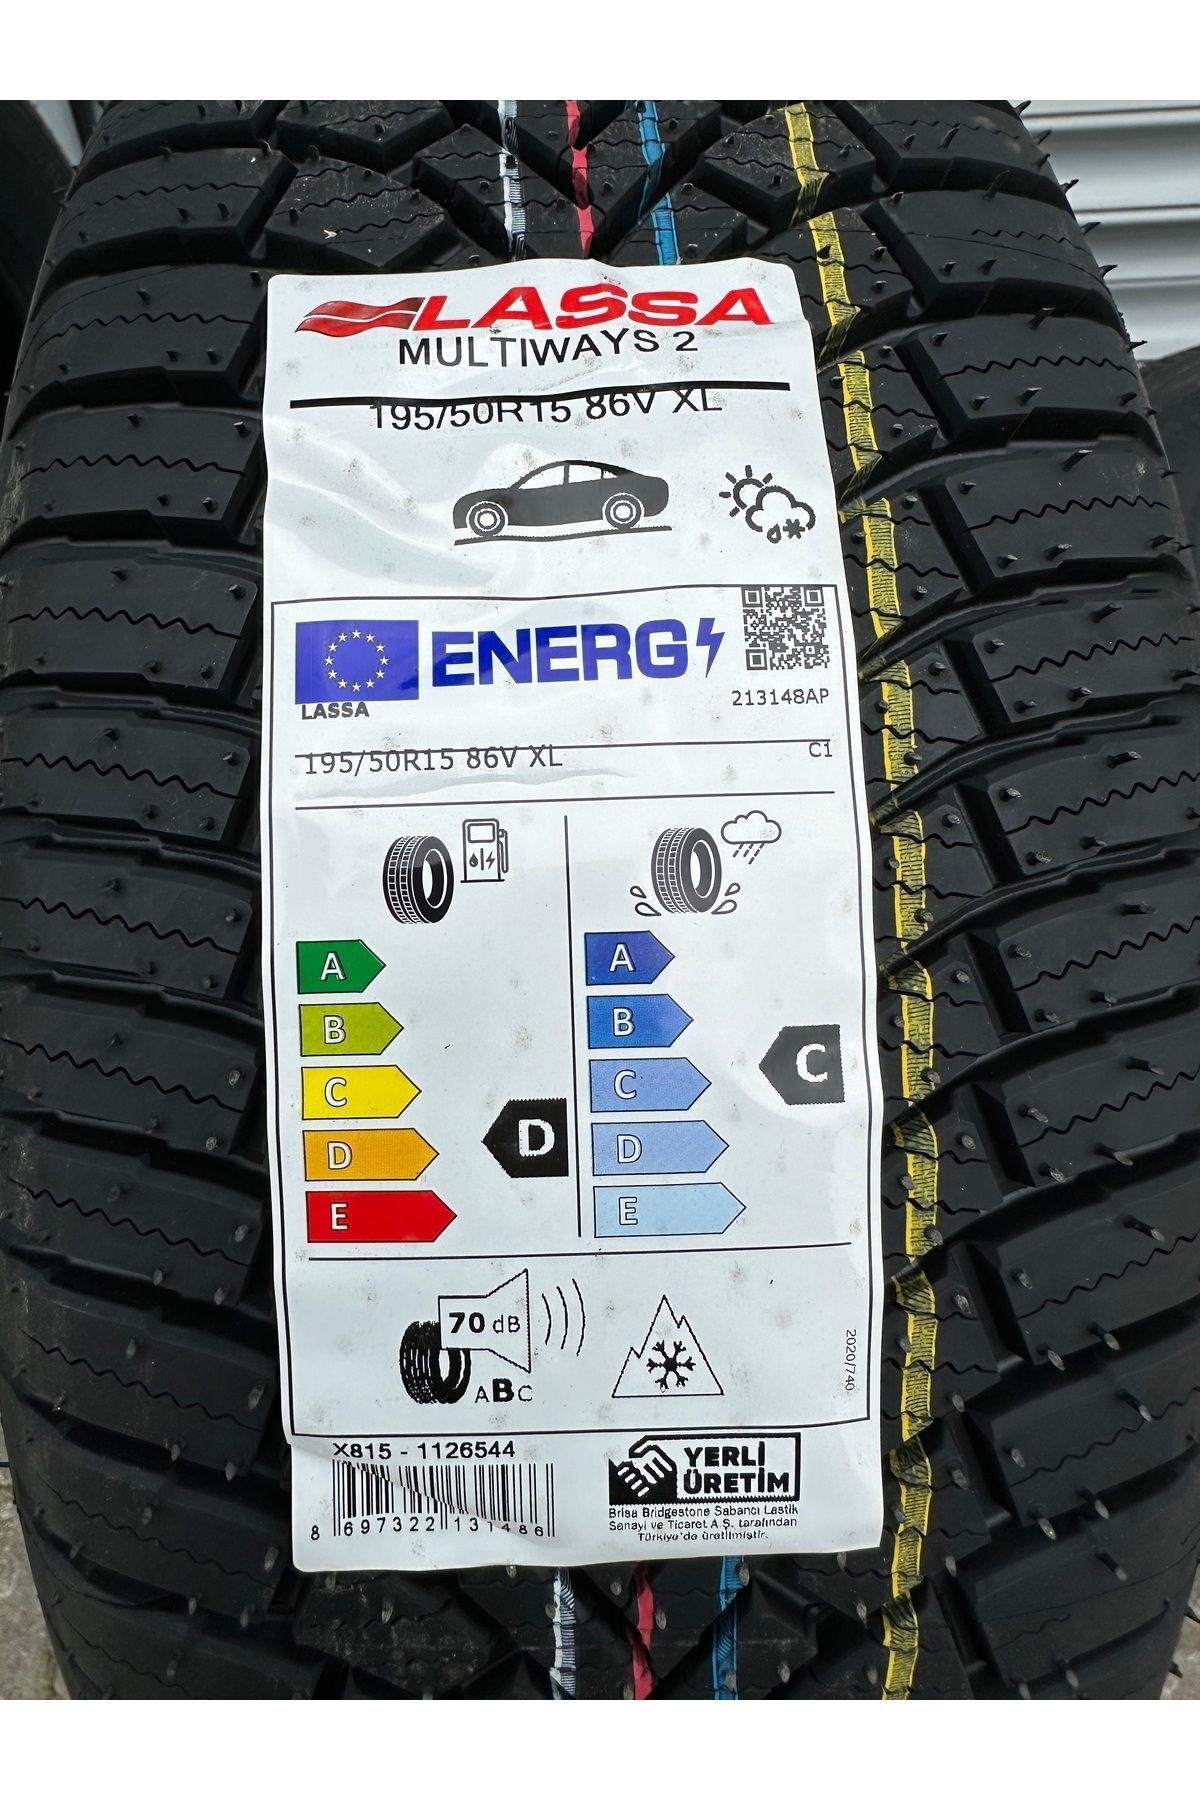 LASSA
MULTIWAYS 2
195/50R15 86V XL
ENERG
213148AP
LASSA
195/50R15 86V XL
C1
A
B
C
D
E
D
A
B
C
D
E
C
70 dB
ABC
2020/740
X815 - 1126544
8 697322 131486
YERLİ
ÜRETİM
Brisa Bridgestone Sabancı Lastik
Sanayi ve Ticaret A.Ş. tarafından
Türkiye'de üretilmiştir.